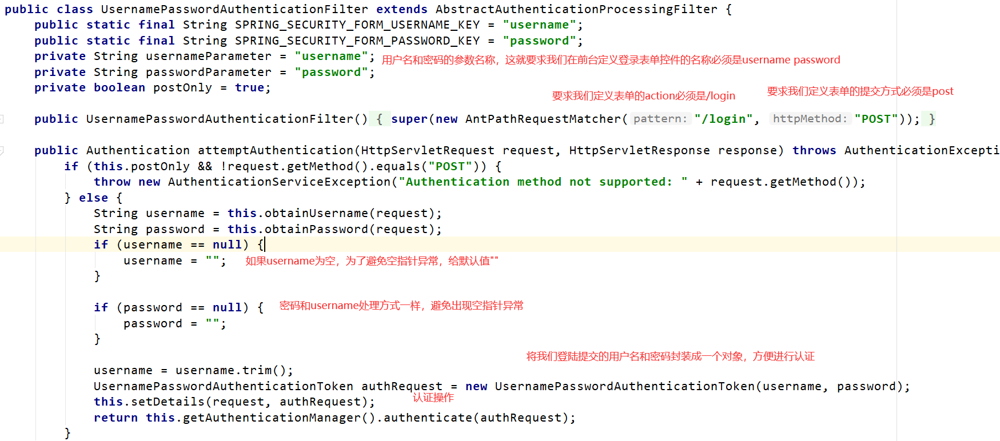 public class UsernamePasswordAuthenticationFilter extends AbstractAuthenticationProcessingFilter {
public static final String SPRING_SECURITY_FORM_USERNAME_KEY = "username";
public static final String SPRING_SECURITY_FORM_PASSWORD_KEY = "password";
private String usernameParameter = "username"; 用户名和密码的参数名称，这就要求我们在前台定义登录表单控件的名称必须是username password
private String passwordParameter = "password";
private boolean postOnly = true;
要求我们定义表单的action必须是/login 要求我们定义表单的提交方式必须是post
public UsernamePasswordAuthenticationFilter() { super(new AntPathRequestMatcher( pattern: "/login", httpMethod: "POST")); }
public Authentication attemptAuthentication(HttpServletRequest request, HttpServletResponse response) throws AuthenticationExcepti
if (this.postOnly && !request.getMethod().equals("POST")) {
throw new AuthenticationServiceException("Authentication method not supported: " + request.getMethod());
} else {
String username = this.obtainUsername(request);
String password = this.obtainPassword(request);
if (username == null) {
username = ""; 如果username为空，为了避免空指针异常，给默认值""
}
if (password == null) { 密码和username处理方式一样，避免出现空指针异常
password = "";
}
将我们登陆提交的用户名和密码封装成一个对象，方便进行认证
username = username.trim();
UsernamePasswordAuthenticationToken authRequest = new UsernamePasswordAuthenticationToken(username, password);
认证操作
this.setDetails(request, authRequest);
return this.getAuthenticationManager().authenticate(authRequest);
}